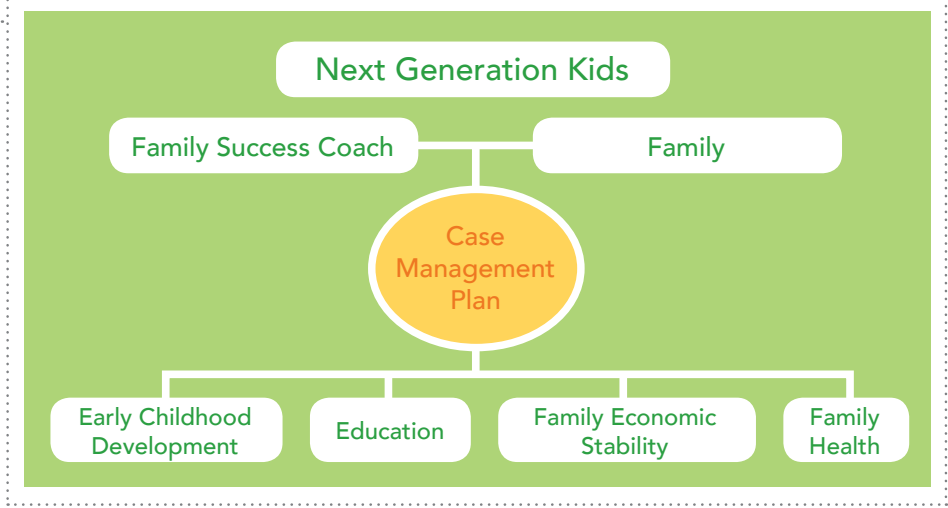 Next Generation Kids
Family Success Coach
Family
Case
Management
Plan
Early Childhood
Development
Education
Family Economic
Stability
Family
Health